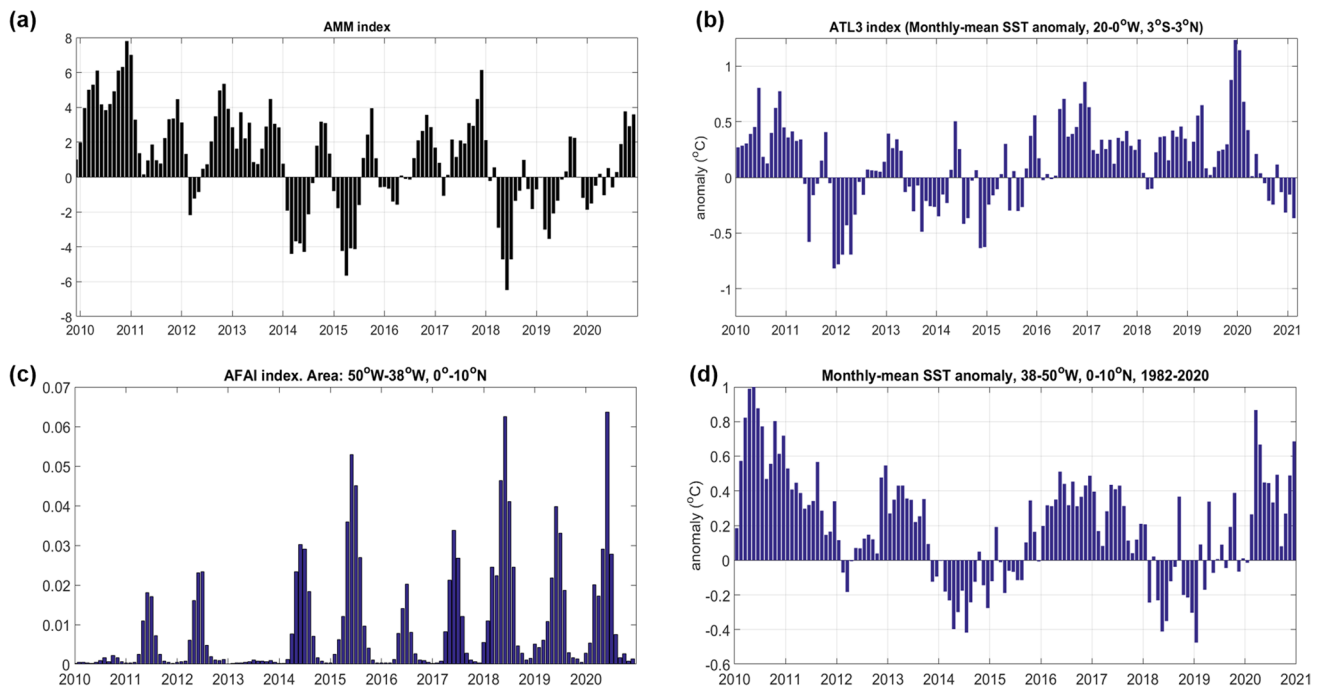 (a)
AMM index
8
6
4
2
0
-2
-4
-6
-8
2010 2011 2012 2013 2014 2015 2016 2017 2018 2019 2020
(b)
ATL3 index (Monthly-mean SST anomaly, 20-0°W, 3°S-3°N)
anomaly (°C)
1
0.5
0
-0.5
-1
2010 2011 2012 2013 2014 2015 2016 2017 2018 2019 2020 2021
(c)
AFAI index. Area: 50°W-38°W, 0°-10°N
0.07
0.06
0.05
0.04
0.03
0.02
0.01
0
2010 2011 2012 2013 2014 2015 2016 2017 2018 2019 2020
(d)
Monthly-mean SST anomaly, 38-50°W, 0-10°N, 1982-2020
anomaly (°C)
1
0.8
0.6
0.4
0.2
0
-0.2
-0.4
-0.6
2010 2011 2012 2013 2014 2015 2016 2017 2018 2019 2020 2021